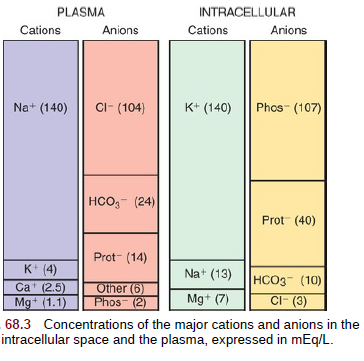 PLASMA INTRACELLULAR
Cations Anions Cations Anions
Na+ (140) Cl− (104) K+ (140) Phos− (107)
HCO3− (24)
Prot− (40)
Prot− (14)
K+ (4) Na+ (13)
HCO3− (10)
Ca+ (2.5) Other (6)
Mg+ (1.1) Phos− (2) Mg+ (7) Cl− (3)
68.3 Concentrations of the major cations and anions in the
intracellular space and the plasma, expressed in mEq/L.